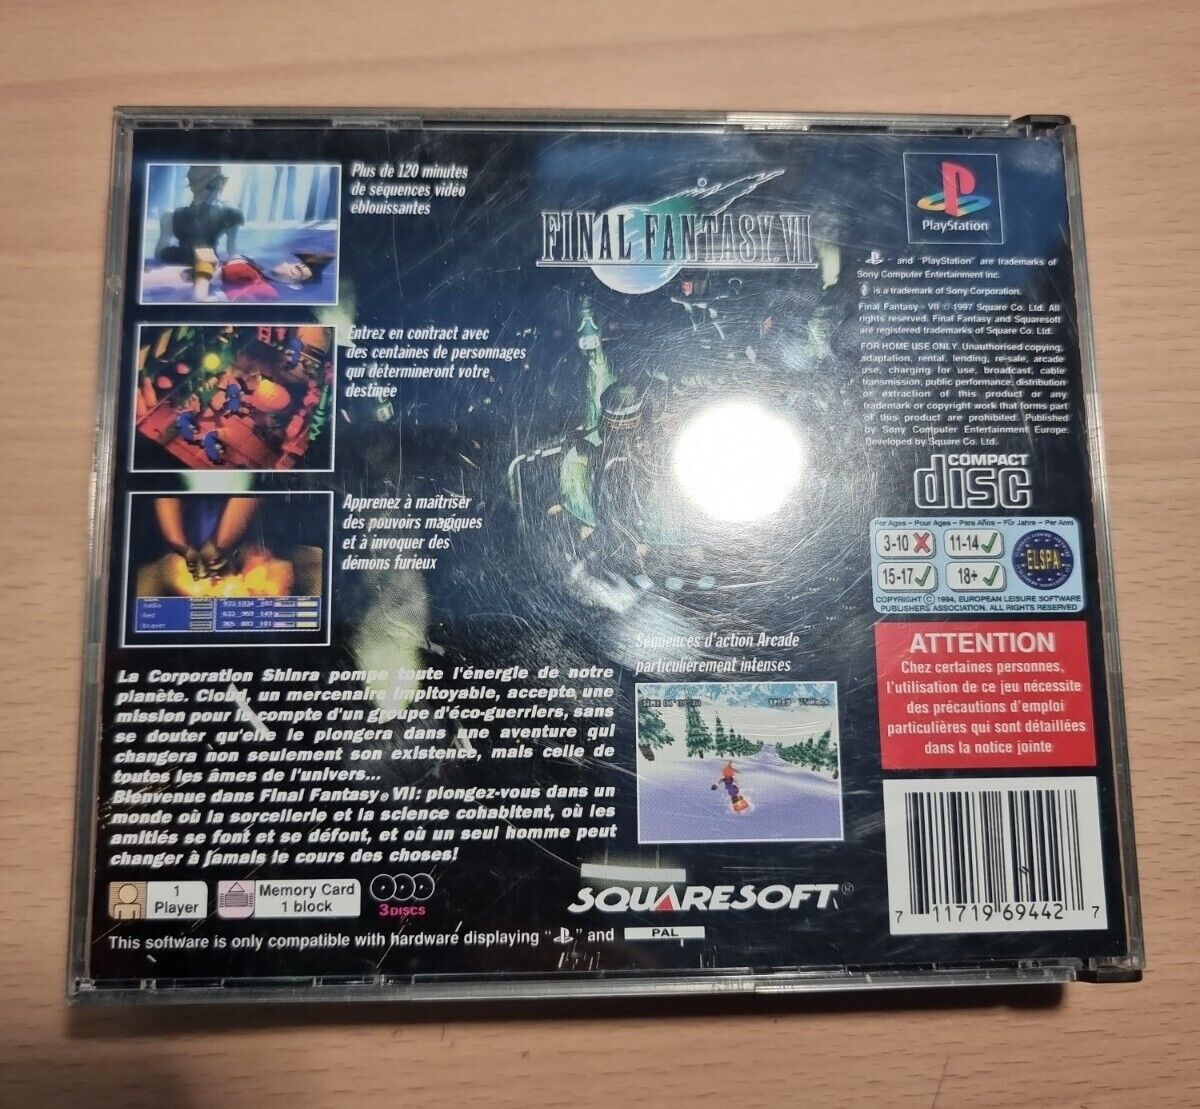 Plus de 120 minutes
de séquences vidéo
éblouissantes
Entrez en contract avec
des centaines de personnages
qui détermineront votre
destinée
Apprenez à maîtriser
des pouvoirs magiques
et à invoquer des
démons furieux
FINAL FANTASY VII
PlayStation
" and "PlayStation" are trademarks of
Sony Computer Entertainment Inc.
is a trademark of Sony Corporation.
Final Fantasy ® VII © 1997 Square Co. Ltd. All
rights reserved. Final Fantasy and Squaresoft
are registered trademarks of Square Co. Ltd.
FOR HOME USE ONLY. Unauthorised copying,
adaptation, rental, lending, re-sale, arcade
use, charging for use, broadcast, cable
transmission, public performance, distribution
or extraction of this product or any
trademark or copyright work that forms part
of this product are prohibited. Published
by Sony Computer Entertainment Europe.
Developed by Square Co. Ltd.
COMPACT
disc
For Ages - Pour Ages - Para Años - Für Jahre - Per Anni
3-10 11-14
15-17 18+
ELSPA
COPYRIGHT © 1994, EUROPEAN LEISURE SOFTWARE
PUBLISHERS ASSOCIATION. ALL RIGHTS RESERVED
ATTENTION
Chez certaines personnes,
l'utilisation de ce jeu nécessite
des précautions d'emploi
particulières qui sont détaillées
dans la notice jointe
Séquences d'action Arcade
particulièrement intenses
La Corporation Shinra pompe toute l'énergie de notre
planète. Cloud, un mercenaire impitoyable, accepte une
mission pour le compte d'un groupe d'éco-guerriers, sans
se douter qu'elle le plongera dans une aventure qui
changera non seulement son existence, mais celle de
toutes les âmes de l'univers...
Bienvenue dans Final Fantasy ® VII: plongez-vous dans un
monde où la sorcellerie et la science cohabitent, où les
amitiés se font et se défont, et où un seul homme peut
changer à jamais le cours des choses!
1
Player
Memory Card
1 block
3 DISCS
SQUARESOFT®
This software is only compatible with hardware displaying " " and PAL
7 11719 69442 7